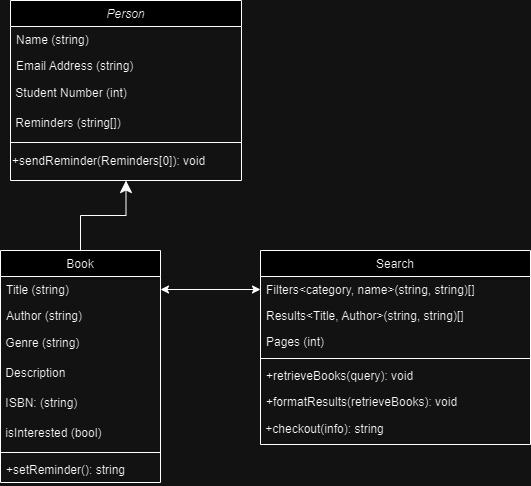 Person
Name (string)
Email Address (string)
Student Number (int)
Reminders (string[])
+sendReminder(Reminders[0]): void
Book
Title (string)
Author (string)
Genre (string)
Description
ISBN: (string)
isInterested (bool)
+setReminder(): string
Search
Filters<category, name>(string, string)[]
Results<Title, Author>(string, string)[]
Pages (int)
+retrieveBooks(query): void
+formatResults(retrieveBooks): void
+checkout(info): string